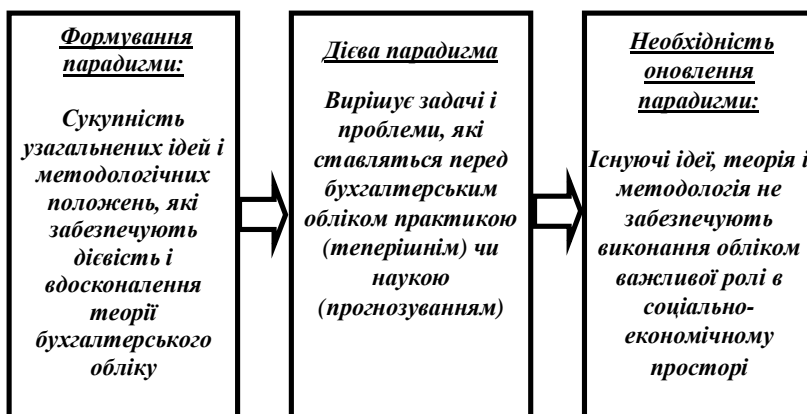 Формування
парадигми:
Сукупність
узагальнених ідей і
методологічних
положень, які
забезпечують
дієвість і
вдосконалення
теорії
бухгалтерського
обліку
Дієва парадигма
Вирішує задачі і
проблеми, які
ставляться перед
бухгалтерським
обліком практикою
(теперішнім) чи
наукою
(прогнозуванням)
Необхідність
оновлення
парадигми:
Існуючі ідеї, теорія і
методологія не
забезпечують
виконання обліком
важливої ролі в
соціально-
економічному
просторі